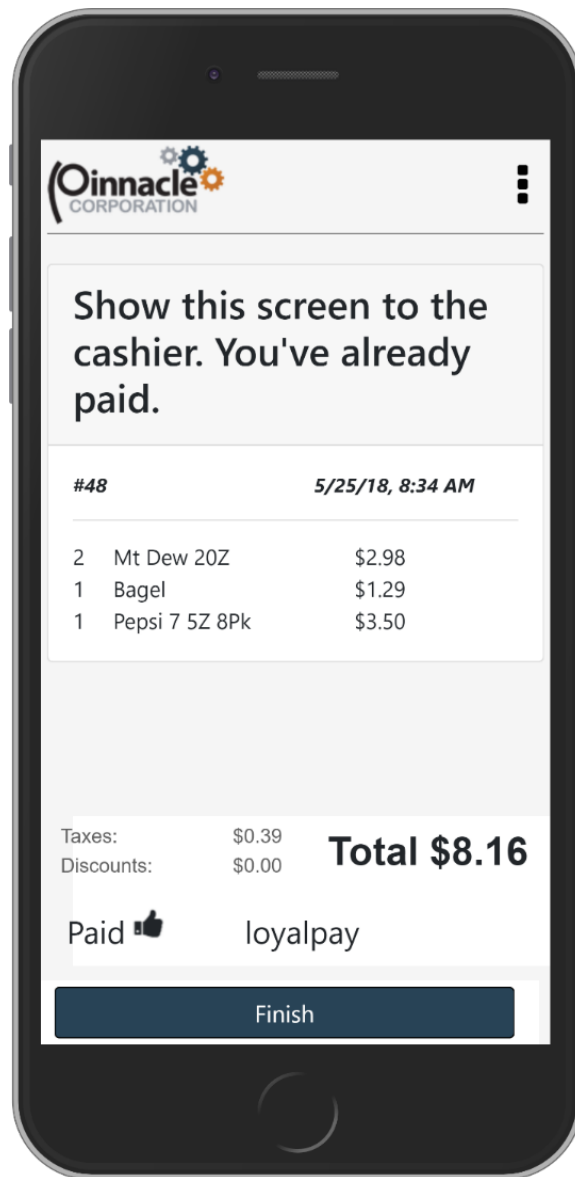 Pinnacle
CORPORATION
Show this screen to the
cashier. You've already
paid.
#48 5/25/18, 8:34 AM
2 Mt Dew 20Z $2.98
1 Bagel $1.29
1 Pepsi 7 5Z 8Pk $3.50
Taxes: $0.39
Discounts: $0.00
Total $8.16
Paid loyalpay
Finish